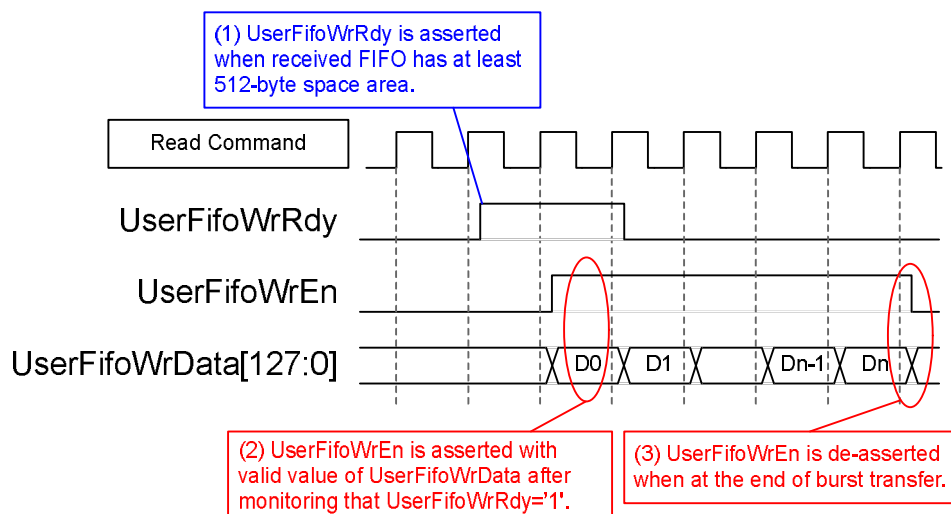 (1) UserFifoWrRdy is asserted
when received FIFO has at least
512-byte space area.
Read Command
UserFifoWrRdy
UserFifoWrEn
UserFifoWrData[127:0]
D0
D1
Dn-1
Dn
(2) UserFifoWrEn is asserted with
valid value of UserFifoWrData after
monitoring that UserFifoWrRdy='1'.
(3) UserFifoWrEn is de-asserted
when at the end of burst transfer.